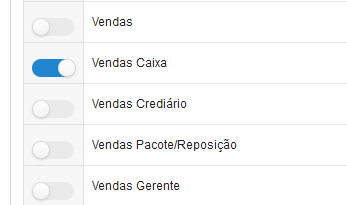 Vendas
Vendas Caixa
Vendas Crediário
Vendas Pacote/Reposição
Vendas Gerente